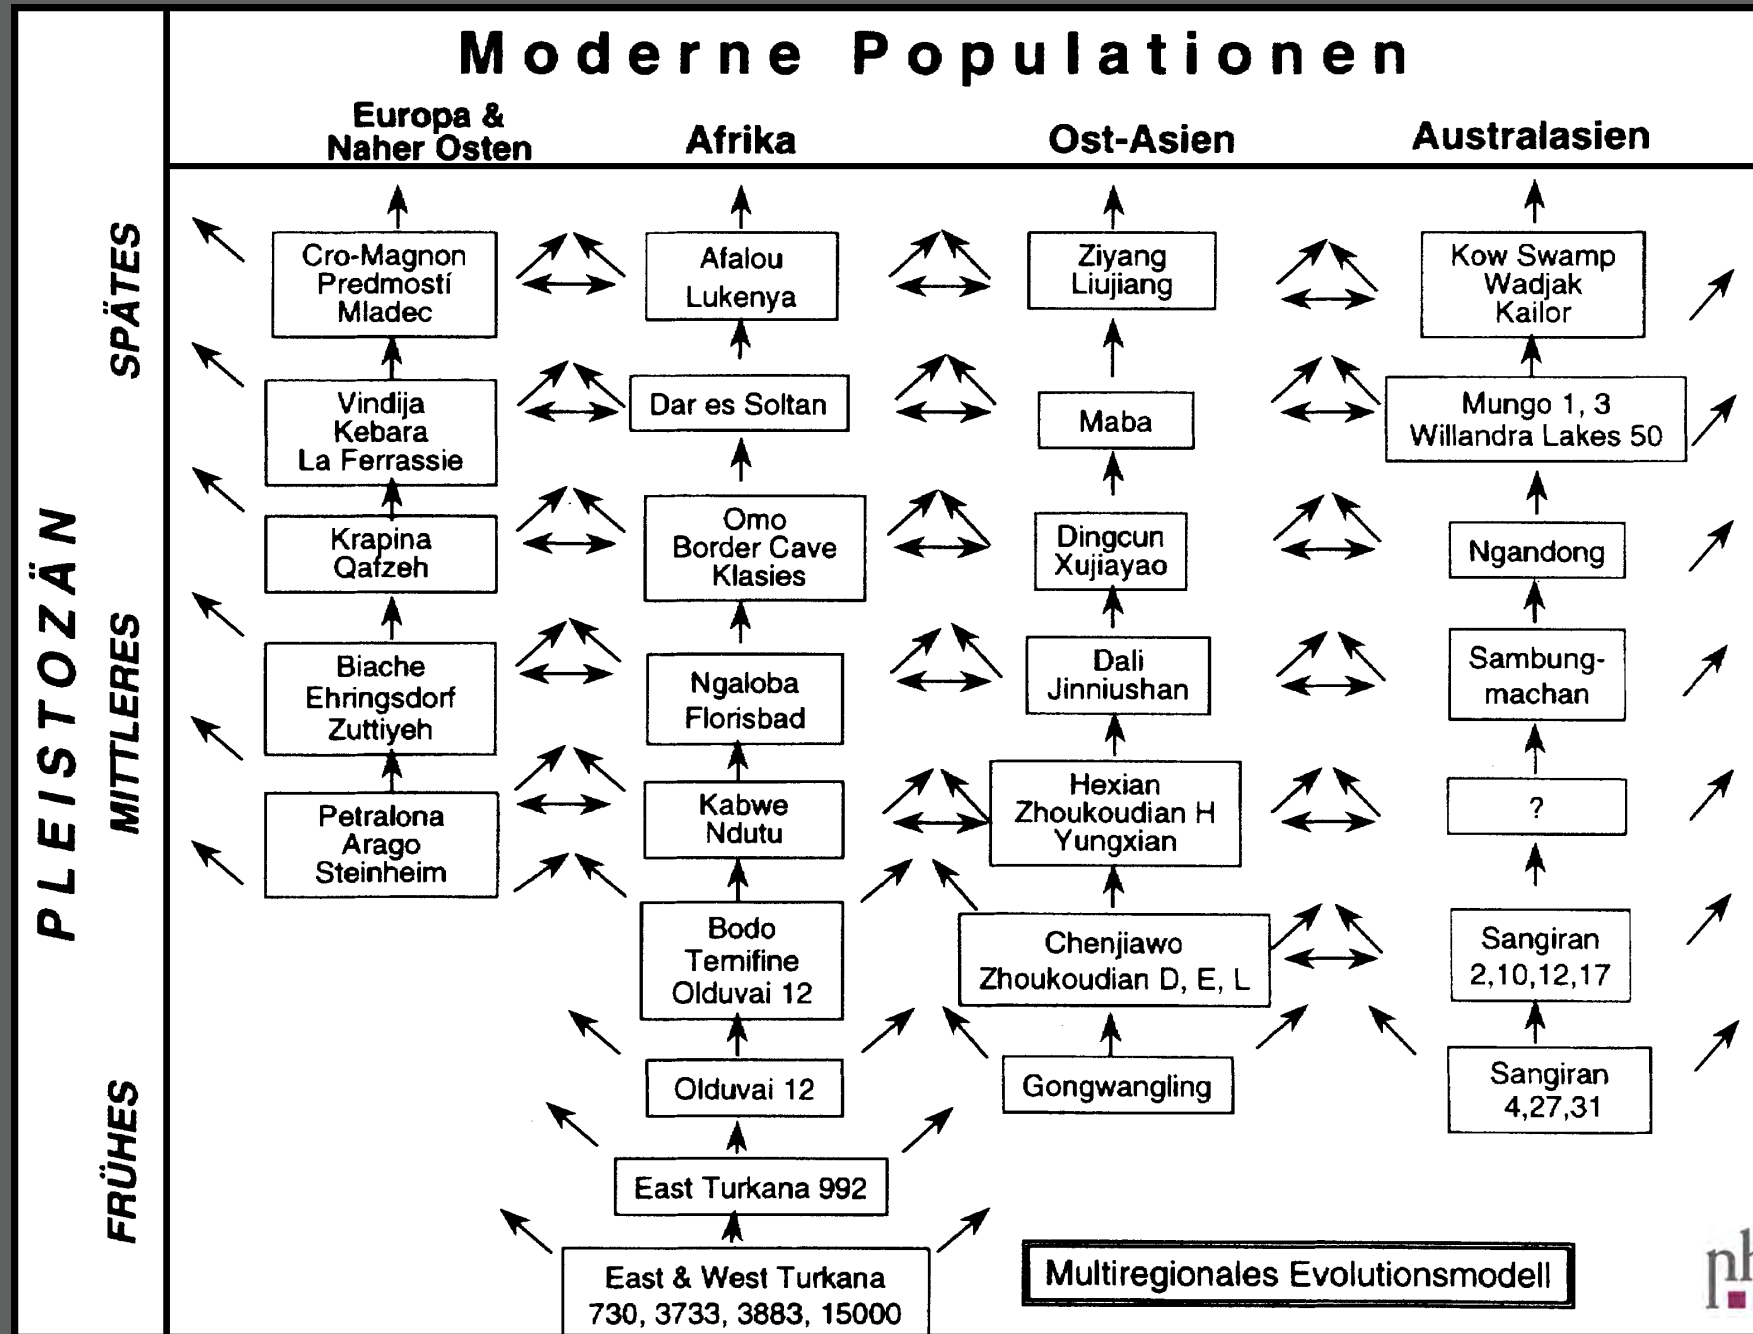 Moderne Populationen
Europa &
Naher Osten
Afrika
Ost-Asien
Australasien
PLEISTOZÄN
SPÄTES
MITTLERES
FRÜHES
Cro-Magnon
Predmostí
Mladec
Vindija
Kebara
La Ferrassie
Krapina
Qafzeh
Biache
Ehringsdorf
Zuttiyeh
Petralona
Arago
Steinheim
Afalou
Lukenya
Dar es Soltan
Omo
Border Cave
Klasies
Ngaloba
Florisbad
Kabwe
Ndutu
Bodo
Ternifine
Olduvai 12
Olduvai 12
East Turkana 992
East & West Turkana
730, 3733, 3883, 15000
Ziyang
Liujiang
Maba
Dingcun
Xujiayao
Dali
Jinniushan
Hexian
Zhoukoudian H
Yungxian
Chenjiawo
Zhoukoudian D, E, L
Gongwangling
Kow Swamp
Wadjak
Kailor
Mungo 1, 3
Willandra Lakes 50
Ngandong
Sambung-
machan
?
Sangiran
2,10,12,17
Sangiran
4,27,31
Multiregionales Evolutionsmodell